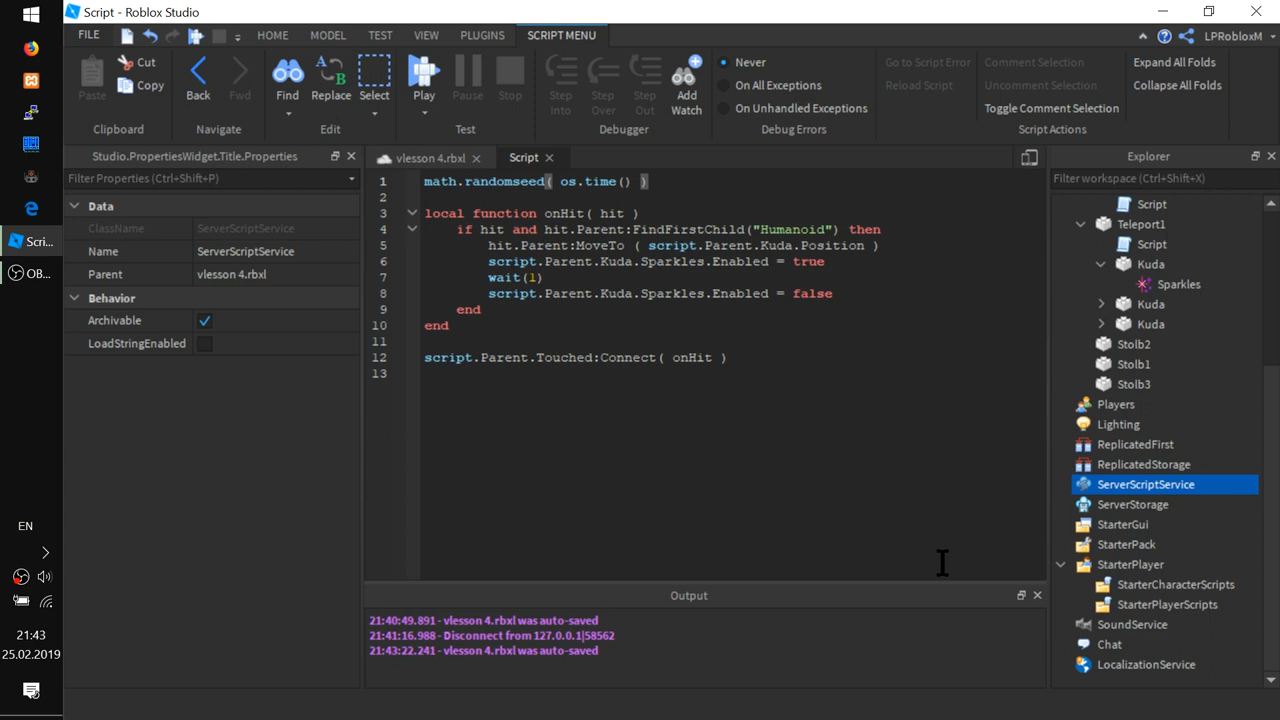 Script - Roblox Studio
FILE HOME MODEL TEST VIEW PLUGINS SCRIPT MENU LPRobloxM
Paste Cut Copy
Clipboard
Back Fwd
Navigate
Find Replace Select
Edit
Play Pause Stop
Test
Step Into
Step Over
Step Out
Add Watch
Debugger
Never
On All Exceptions
On Unhandled Exceptions
Debug Errors
Go to Script Error
Reload Script
Comment Selection
Uncomment Selection
Toggle Comment Selection
Expand All Folds
Collapse All Folds
Script Actions
Studio.PropertiesWidget.Title.Properties
Filter Properties (Ctrl+Shift+P)
Data
ClassName ServerScriptService
Name ServerScriptService
Parent vlesson 4.rbxl
Behavior
Archivable
LoadStringEnabled
vlesson 4.rbxl Script
1 math.randomseed( os.time() )
2
3 local function onHit( hit )
4 if hit and hit.Parent:FindFirstChild("Humanoid") then
5 hit.Parent:MoveTo ( script.Parent.Kuda.Position )
6 script.Parent.Kuda.Sparkles.Enabled = true
7 wait(1)
8 script.Parent.Kuda.Sparkles.Enabled = false
9 end
10 end
11
12 script.Parent.Touched:Connect( onHit )
13
Output
21:40:49.891 - vlesson 4.rbxl was auto-saved
21:41:16.988 - Disconnect from 127.0.0.1|58562
21:43:22.241 - vlesson 4.rbxl was auto-saved
Explorer
Filter workspace (Ctrl+Shift+X)
Script
Teleport1
Script
Kuda
Sparkles
Kuda
Kuda
Stolb2
Stolb1
Stolb3
Players
Lighting
ReplicatedFirst
ReplicatedStorage
ServerScriptService
ServerStorage
StarterGui
StarterPack
StarterPlayer
StarterCharacterScripts
StarterPlayerScripts
SoundService
Chat
LocalizationService
Scri...
OB...
EN
21:43
25.02.2019